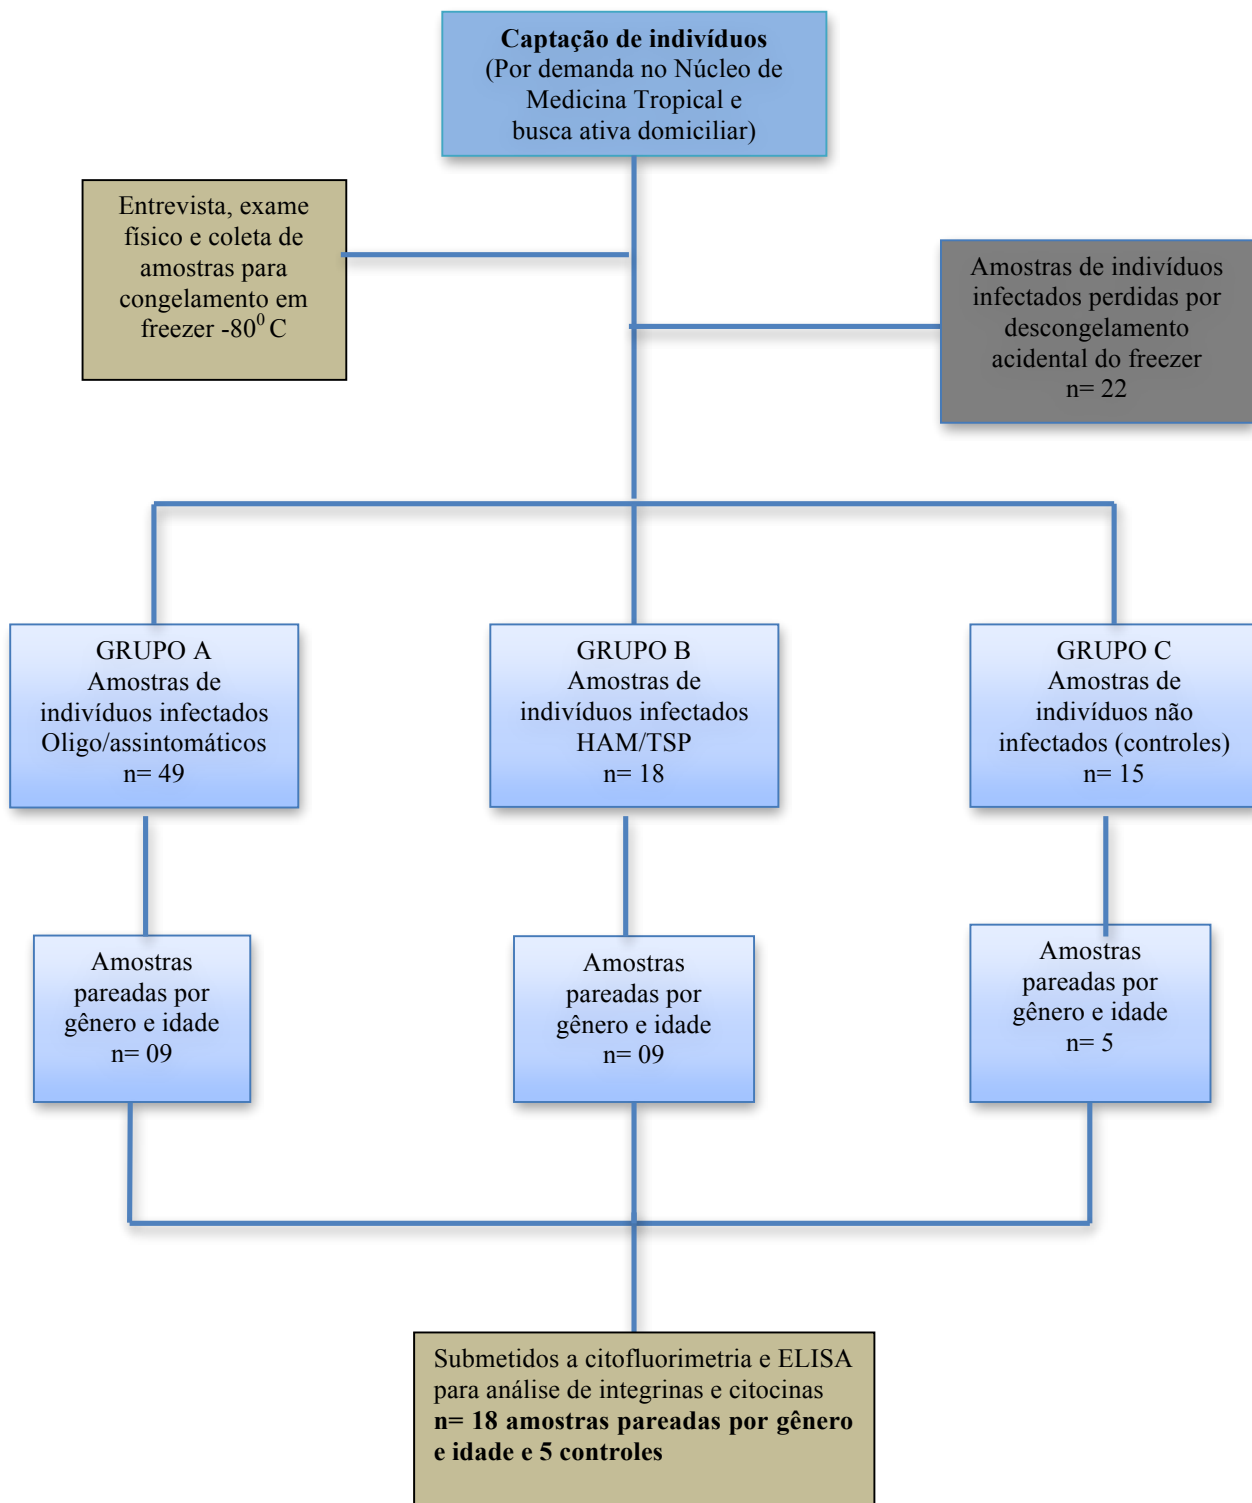 Captação de indivíduos
(Por demanda no Núcleo de
Medicina Tropical e
busca ativa domiciliar)
Entrevista, exame
físico e coleta de
amostras para
congelamento em
freezer -80⁰ C
Amostras de indivíduos
infectados perdidas por
descongelamento
acidental do freezer
n= 22
GRUPO A
Amostras de
indivíduos infectados
Oligo/assintomáticos
n= 49
GRUPO B
Amostras de
indivíduos infectados
HAM/TSP
n= 18
GRUPO C
Amostras de
indivíduos não
infectados (controles)
n= 15
Amostras
pareadas por
gênero e idade
n= 09
Amostras
pareadas por
gênero e idade
n= 09
Amostras
pareadas por
gênero e idade
n= 5
Submetidos a citofluorimetria e ELISA
para análise de integrinas e citocinas
n= 18 amostras pareadas por gênero
e idade e 5 controles